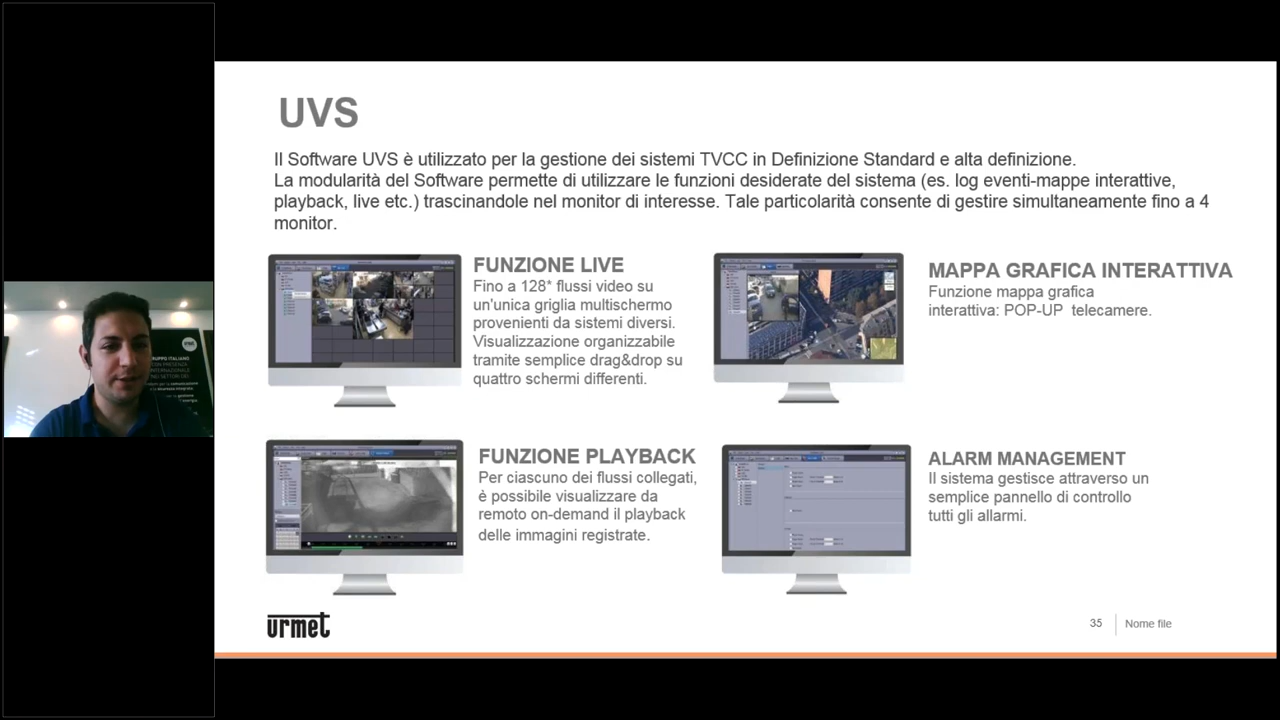 UVS
Il Software UVS è utilizzato per la gestione dei sistemi TVCC in Definizione Standard e alta definizione.
La modularità del Software permette di utilizzare le funzioni desiderate del sistema (es. log eventi-mappe interattive,
playback, live etc.) trascinandole nel monitor di interesse. Tale particolarità consente di gestire simultaneamente fino a 4
monitor.
FUNZIONE LIVE
Fino a 128* flussi video su
un'unica griglia multischermo
provenienti da sistemi diversi.
Visualizzazione organizzabile
tramite semplice drag&drop su
quattro schermi differenti.
MAPPA GRAFICA INTERATTIVA
Funzione mappa grafica
interattiva: POP-UP telecamere.
FUNZIONE PLAYBACK
Per ciascuno dei flussi collegati,
è possibile visualizzare da
remoto on-demand il playback
delle immagini registrate.
ALARM MANAGEMENT
Il sistema gestisce attraverso un
semplice pannello di controllo
tutti gli allarmi.
urmet
35
Nome file